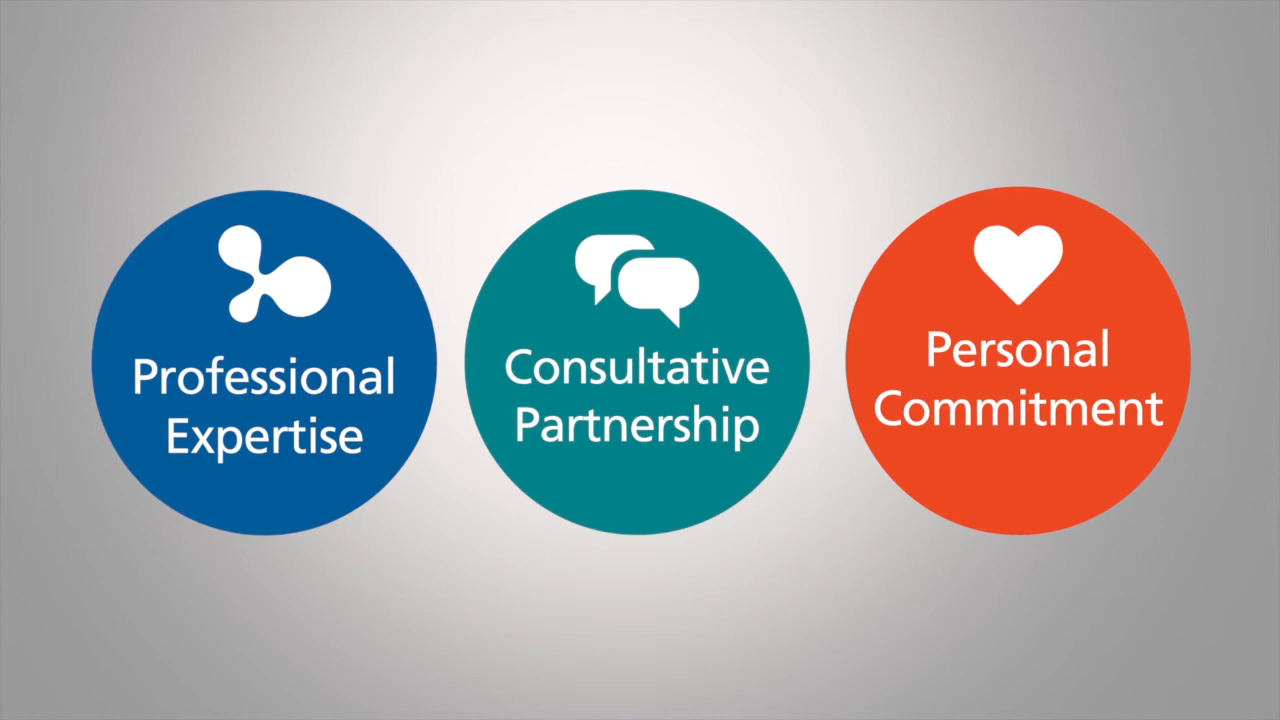 Professional
Expertise
Consultative
Partnership
Personal
Commitment